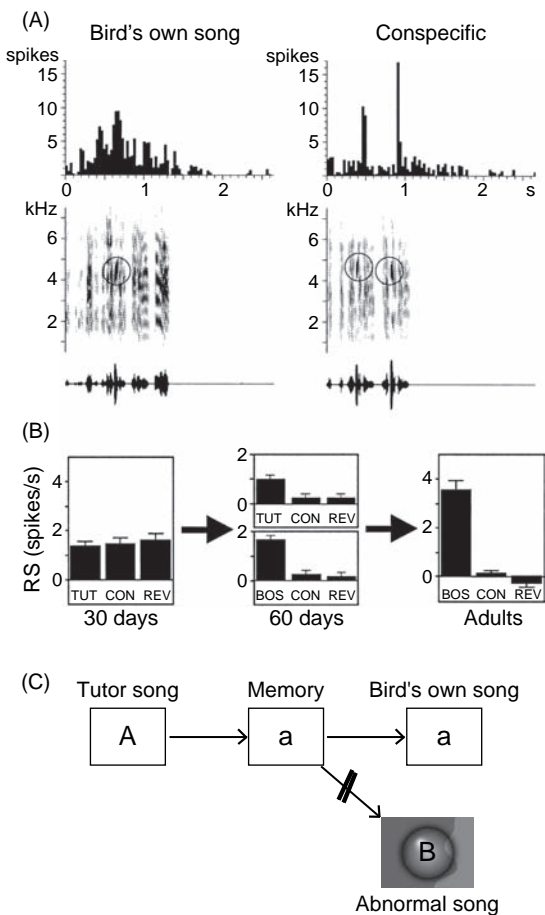 (A)
Bird's own song Conspecific
spikes spikes
15 15
10 10
5 5
0 1 2 0 1 2 s
kHz kHz
6 6
4 4
2 2
(B)
RS (spikes/s)
4
2
0
TUT CON REV
30 days
2
0
TUT CON REV
2
0
BOS CON REV
60 days
4
2
0
BOS CON REV
Adults
(C)
Tutor song Memory Bird's own song
A a a
B
Abnormal song